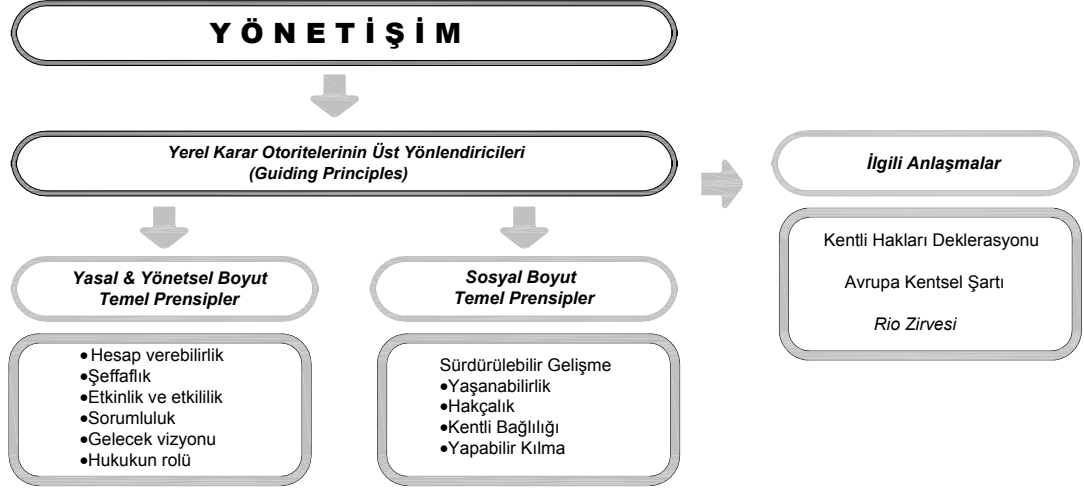 YÖNETİŞİM
Yerel Karar Otoritelerinin Üst Yönlendiricileri
(Guiding Principles)
İlgili Anlaşmalar
Kentli Hakları Deklerasyonu
Avrupa Kentsel Şartı
Rio Zirvesi
Yasal & Yönetsel Boyut
Temel Prensipler
•Hesap verebilirlik
•Şeffaflık
•Etkinlik ve etkililik
•Sorumluluk
•Gelecek vizyonu
•Hukukun rolü
Sosyal Boyut
Temel Prensipler
Sürdürülebilir Gelişme
•Yaşanabilirlik
•Hakçalık
•Kentli Bağlılığı
•Yapabilir Kılma